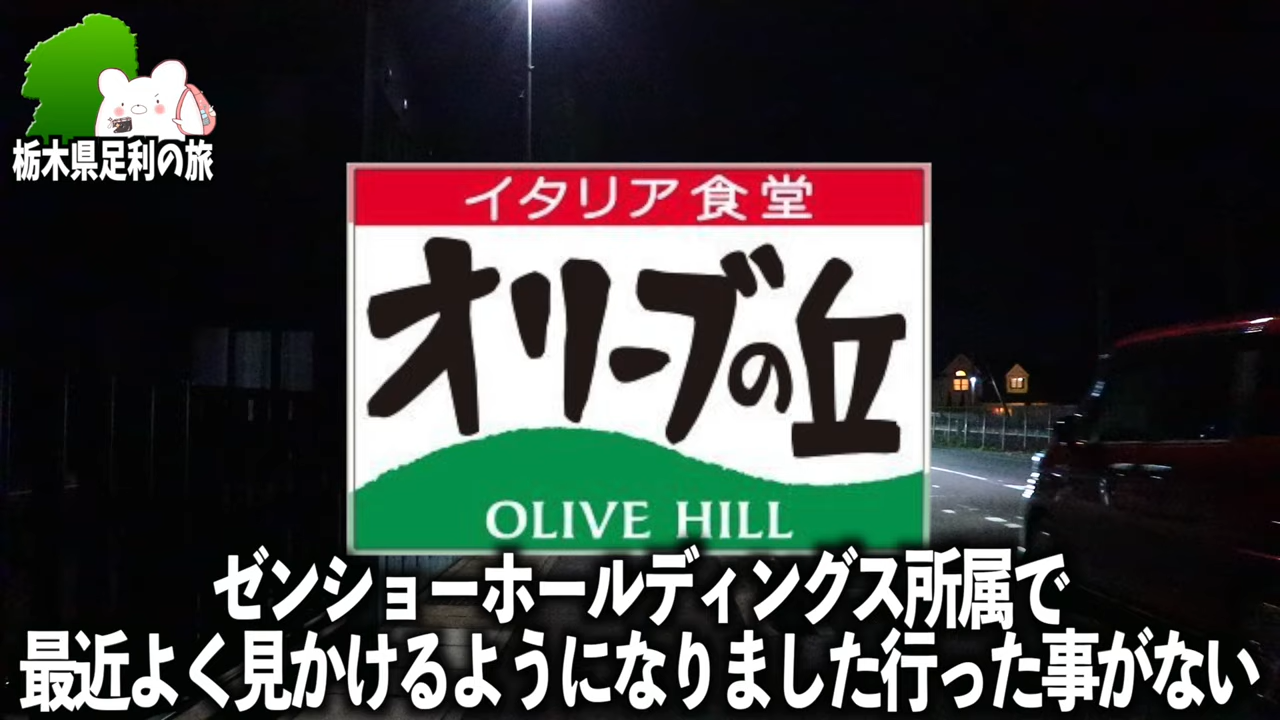 栃木県足利の旅
イタリア食堂
オリーブの丘
OLIVE HILL
ゼンショーホールディングス所属で
最近よく見かけるようになりました行った事がない